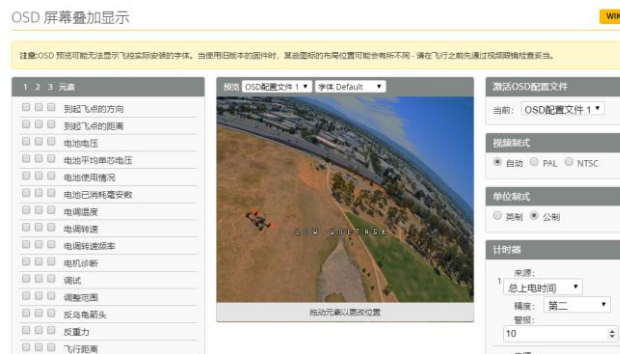 OSD 屏幕叠加显示
WIK
注意:OSD 预览可能无法显示飞控实际安装的字体。当使用旧版本的固件时,某些图标的布局位置可能会有所不同 - 请在飞行之前先通过视频眼镜检查妥当。
1 2 3 元素
到起飞点的方向
到起飞点的距离
电池电压
电池平均单芯电压
电池使用情况
电池已消耗毫安数
电调温度
电调转速
电调转速频率
电机诊断
调试
调整范围
反乌龟箭头
反重力
飞行距离
预览 OSD配置文件 1 字体 Default
LOW VOLTAGE
拖动元素以更改位置
激活OSD配置文件
当前: OSD配置文件 1
视频制式
自动 PAL NTSC
单位制式
英制 公制
计时器
来源:
1 总上电时间
精度: 第二
警报:
10
来源: